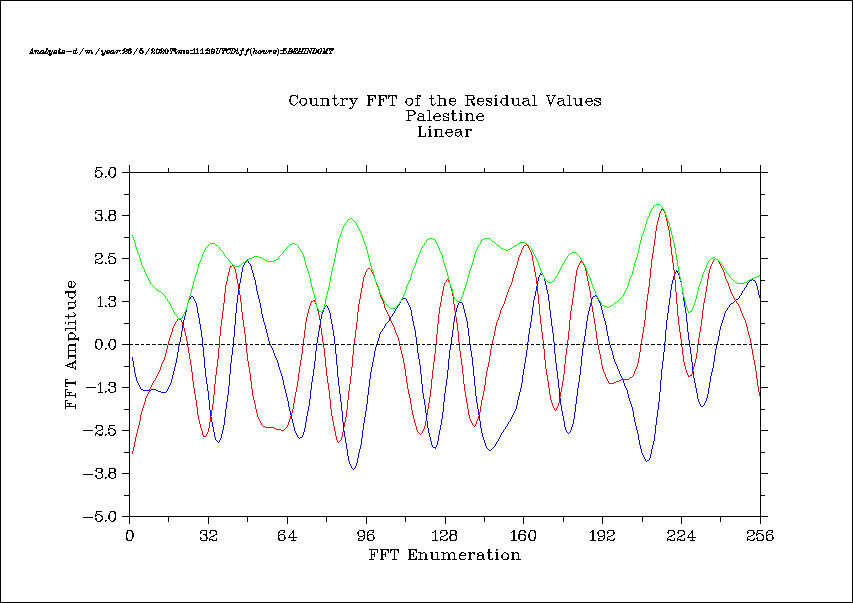 Country FFT of the Residual Values
Palestine
Linear
5.0
3.8
2.5
1.3
0.0
-1.3
-2.5
-3.8
-5.0
FFT Amplitude
0 32 64 96 128 160 192 224 256
FFT Enumeration